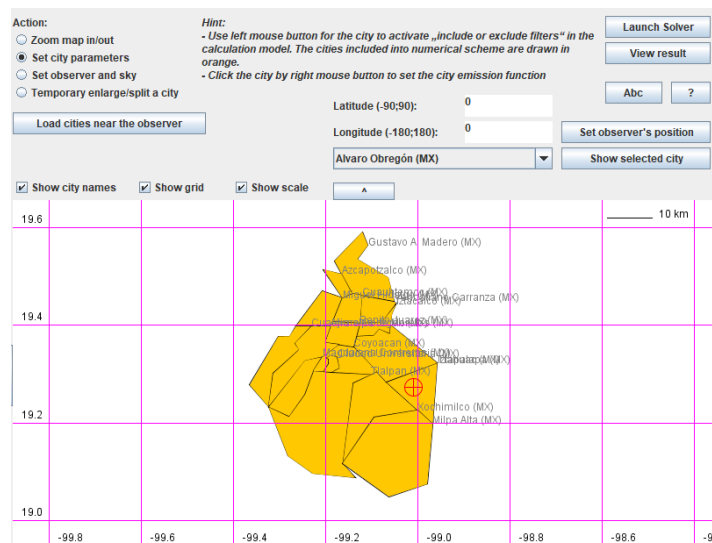 Action:
Zoom map in/out
Set city parameters
Set observer and sky
Temporary enlarge/split a city
Load cities near the observer
Hint:
- Use left mouse button for the city to activate „include or exclude filters“ in the
calculation model. The cities included into numerical scheme are drawn in
orange.
- Click the city by right mouse button to set the city emission function
Launch Solver
View result
Abc ?
Latitude (-90;90): 0
Longitude (-180;180): 0
Set observer's position
Alvaro Obregón (MX)
Show selected city
Show city names Show grid Show scale ^
19.6
10 km
Gustavo A. Madero (MX)
Azcapotzalco (MX)
Carranza (MX)
19.4
Coyoacan (MX)
Tlalpan (MX)
Xochimilco (MX)
19.2
Milpa Alta (MX)
19.0
-99.8 -99.6 -99.4 -99.2 -99.0 -98.8 -98.6